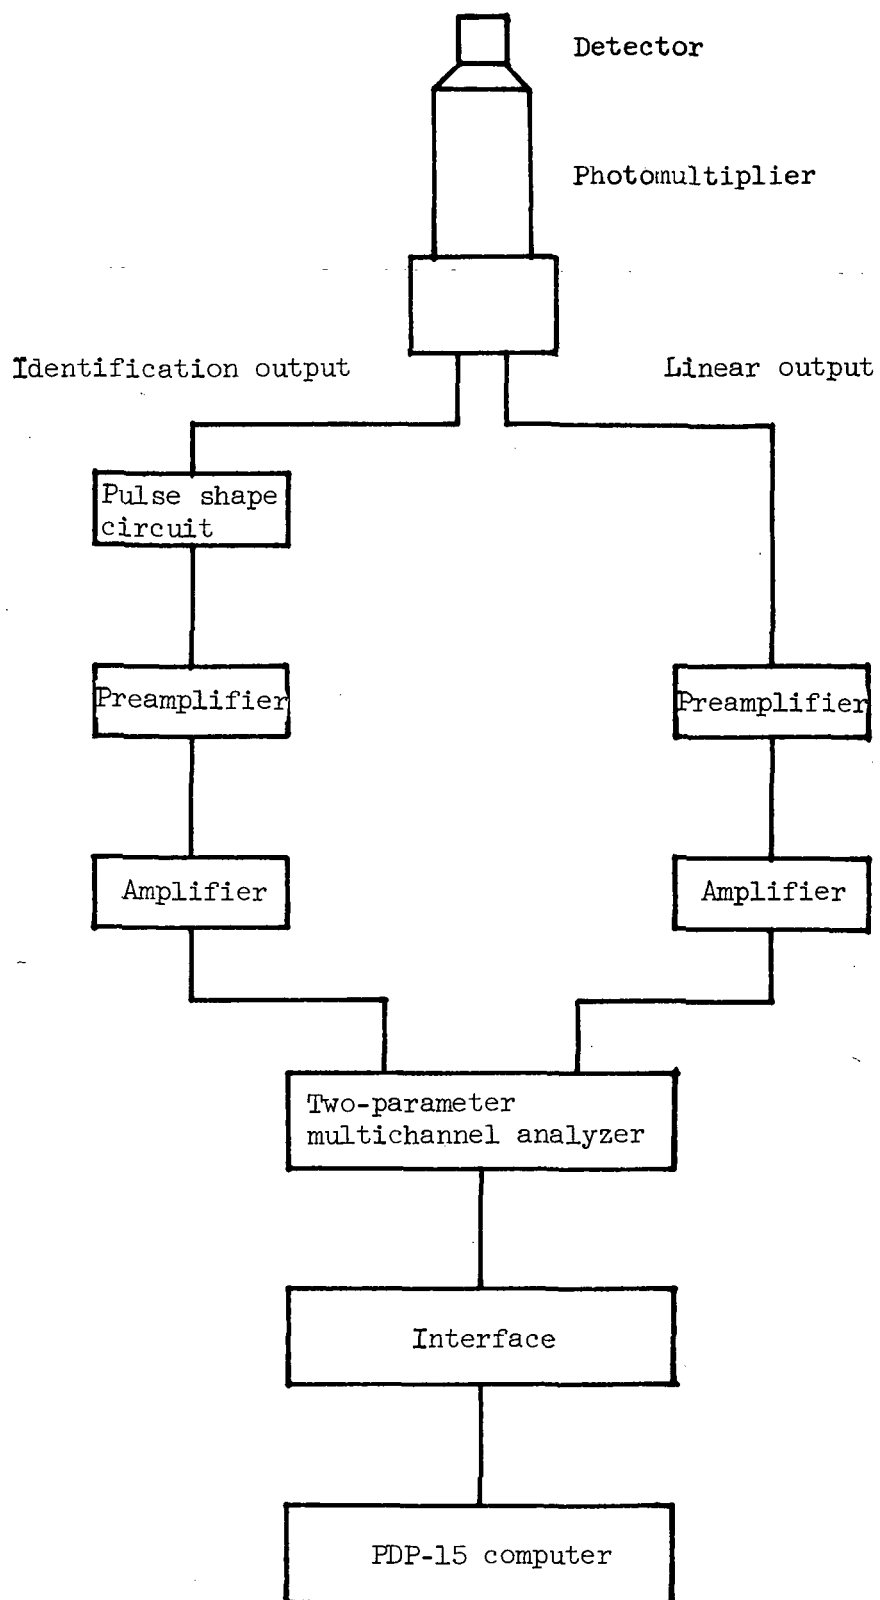 Detector
Photomultiplier
Identification output
Linear output
Pulse shape
circuit
Preamplifier
Preamplifier
Amplifier
Amplifier
Two-parameter
multichannel analyzer
Interface
PDP-15 computer